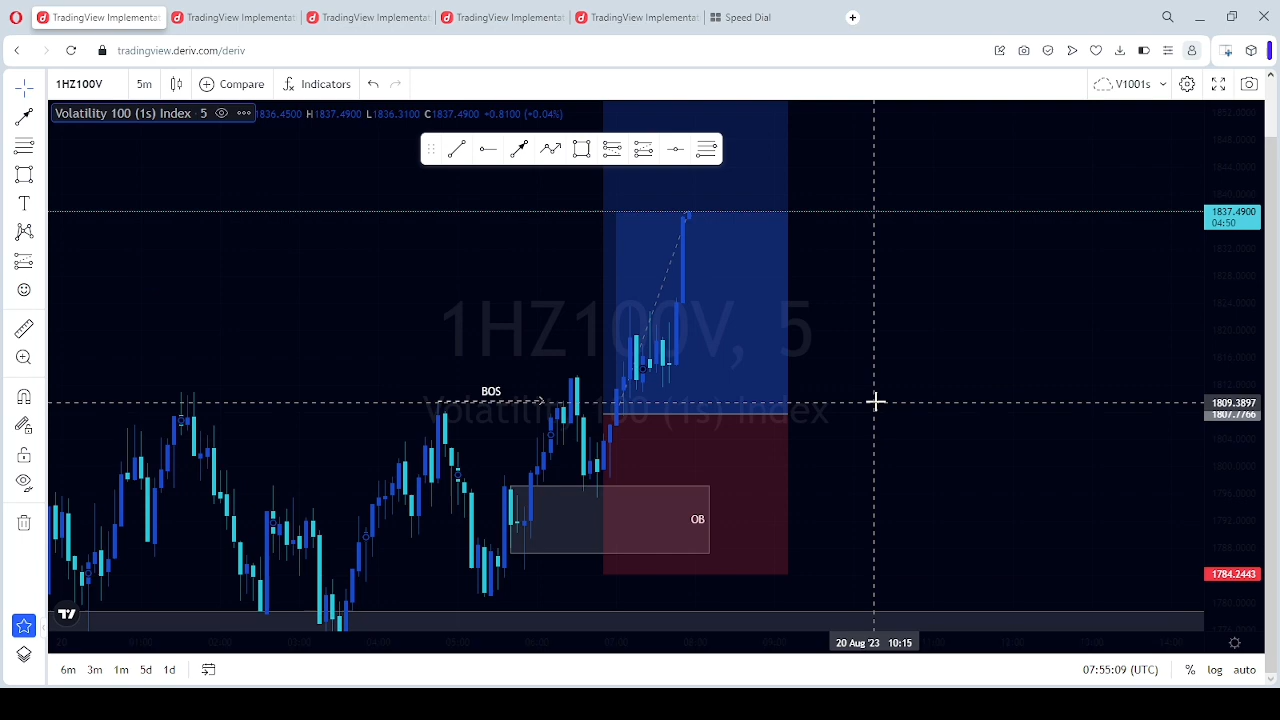 TradingView Implementat
TradingView Implementat
TradingView Implementat
TradingView Implementat
TradingView Implementat
Speed Dial
tradingview.deriv.com/deriv
1HZ100V
5m
Compare
Indicators
V1001s
Volatility 100 (1s) Index · 5
1836.4500 H1837.4900 L1836.3100 C1837.4900 +0.8100 (+0.04%)
1837.4900
04:50
1HZ100V, 5
Volatility 100 (1s) Index
BOS
OB
1809.3897
1807.7766
1784.2443
20 Aug '23 10:15
6m 3m 1m 5d 1d
07:55:09 (UTC)
% log auto